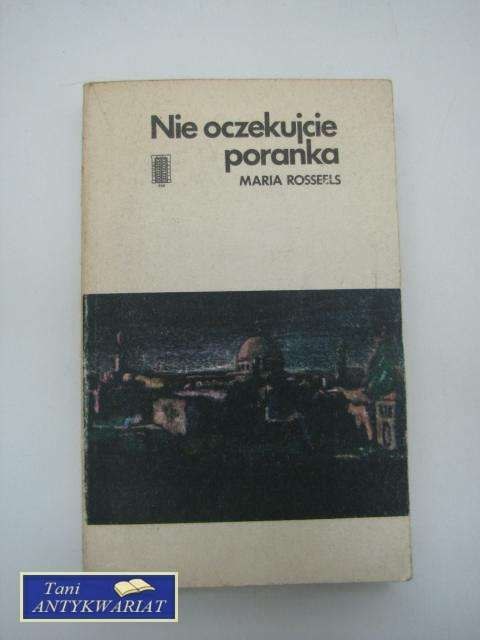 Nie oczekujcie
poranka
MARIA ROSSEELS
Tani
ANTYKWARIAT